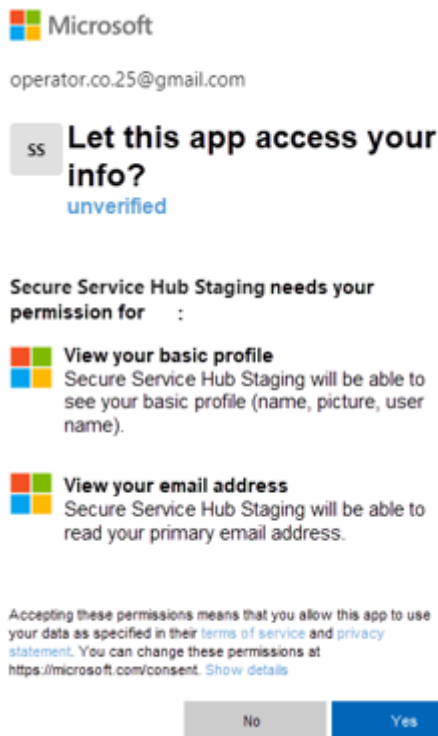 Microsoft
operator.co.25@gmail.com
SS
Let this app access your
info?
unverified
Secure Service Hub Staging needs your
permission for :
View your basic profile
Secure Service Hub Staging will be able to
see your basic profile (name, picture, user
name).
View your email address
Secure Service Hub Staging will be able to
read your primary email address.
Accepting these permissions means that you allow this app to use
your data as specified in their terms of service and privacy
statement. You can change these permissions at
https://microsoft.com/consent. Show details
No
Yes